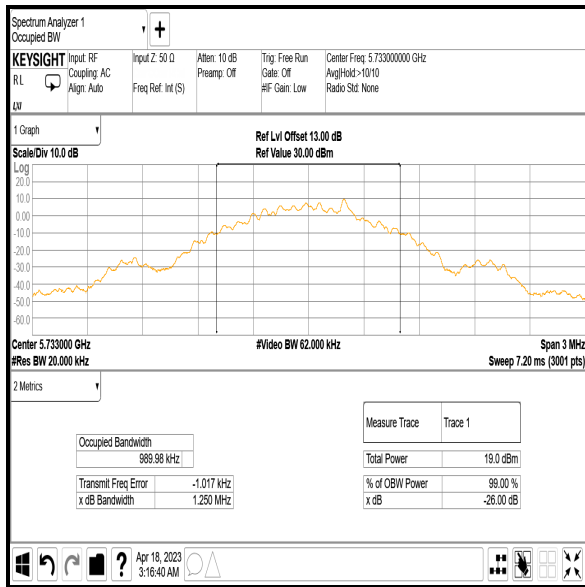 Spectrum Analyzer 1
Occupied BW
KEYSIGHT
R L
LXI
Input: RF
Coupling: AC
Align: Auto
Input Z: 50 Ω
Freq Ref: Int (S)
Atten: 10 dB
Preamp: Off
Trig: Free Run
Gate: Off
#IF Gain: Low
Center Freq: 5.733000000 GHz
Avg|Hold:>10/10
Radio Std: None
1 Graph
Scale/Div 10.0 dB
Ref Lvl Offset 13.00 dB
Ref Value 30.00 dBm
Log
20.0
10.0
0.00
-10.0
-20.0
-30.0
-40.0
-50.0
-60.0
Center 5.733000 GHz
#Res BW 20.000 kHz
#Video BW 62.000 kHz
Span 3 MHz
Sweep 7.20 ms (3001 pts)
2 Metrics
Occupied Bandwidth
989.98 kHz
Transmit Freq Error -1.017 kHz
x dB Bandwidth 1.250 MHz
Measure Trace Trace 1
Total Power 19.0 dBm
% of OBW Power 99.00 %
x dB -26.00 dB
?
Apr 18, 2023
3:16:40 AM